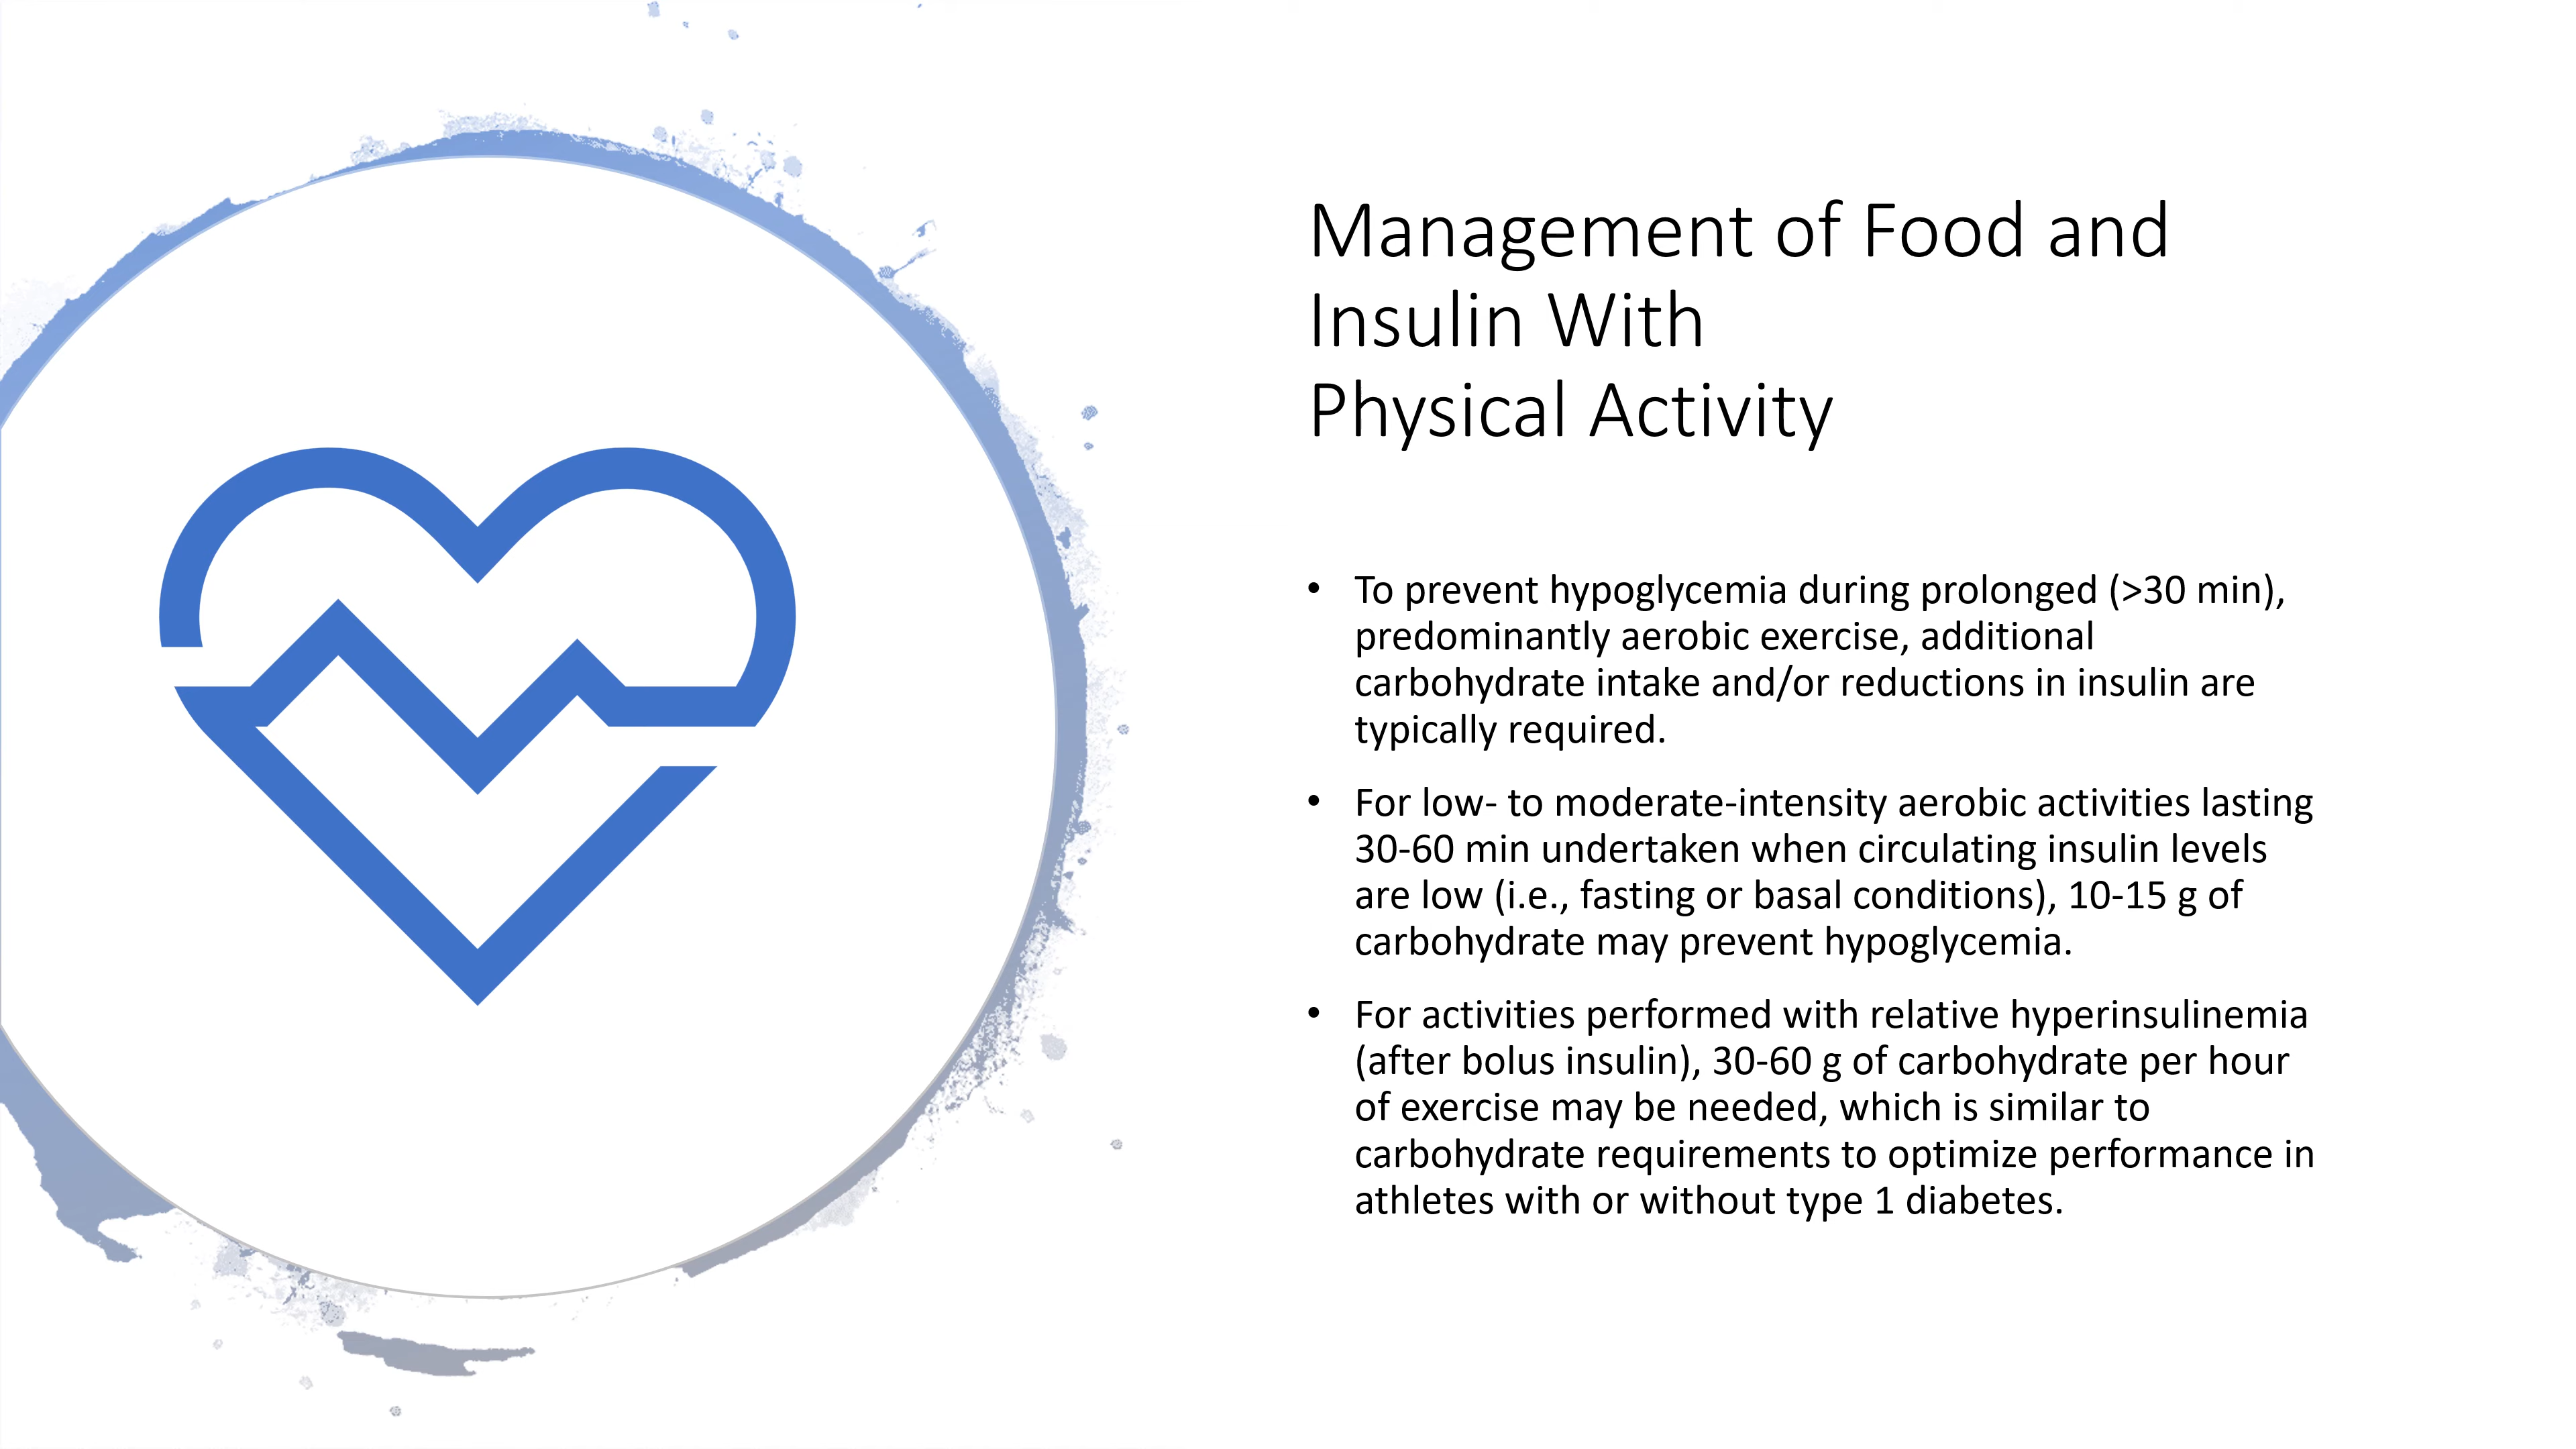 Management of Food and
Insulin With
Physical Activity
• To prevent hypoglycemia during prolonged (>30 min),
predominantly aerobic exercise, additional
carbohydrate intake and/or reductions in insulin are
typically required.
• For low- to moderate-intensity aerobic activities lasting
30-60 min undertaken when circulating insulin levels
are low (i.e., fasting or basal conditions), 10-15 g of
carbohydrate may prevent hypoglycemia.
• For activities performed with relative hyperinsulinemia
(after bolus insulin), 30-60 g of carbohydrate per hour
of exercise may be needed, which is similar to
carbohydrate requirements to optimize performance in
athletes with or without type 1 diabetes.